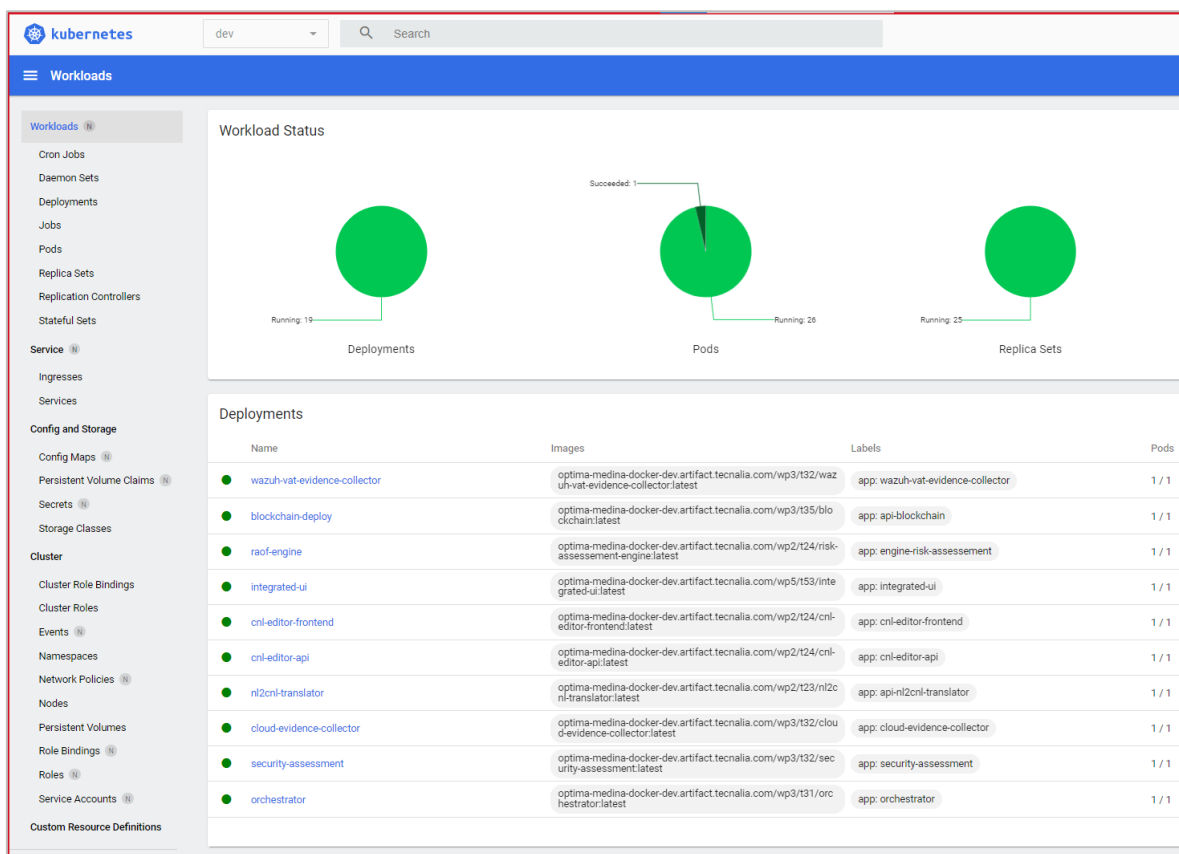 kubernetes
dev
Search
Workloads
Workloads N
Cron Jobs
Daemon Sets
Deployments
Jobs
Pods
Replica Sets
Replication Controllers
Stateful Sets
Service N
Ingresses
Services
Config and Storage
Config Maps N
Persistent Volume Claims N
Secrets N
Storage Classes
Cluster
Cluster Role Bindings
Cluster Roles
Events N
Namespaces
Network Policies N
Nodes
Persistent Volumes
Role Bindings N
Roles N
Service Accounts N
Custom Resource Definitions
Workload Status
Running: 19
Deployments
Succeeded: 1
Running: 26
Pods
Running: 25
Replica Sets
Deployments
Name Images Labels Pods
wazuh-vat-evidence-collector optima-medina-docker-dev.artifact.tecnalia.com/wp3/t32/waz
uh-vat-evidence-collector:latest app: wazuh-vat-evidence-collector 1 / 1
blockchain-deploy optima-medina-docker-dev.artifact.tecnalia.com/wp3/t35/blo
ckchain:latest app: api-blockchain 1 / 1
raof-engine optima-medina-docker-dev.artifact.tecnalia.com/wp2/t24/risk-
assessement-engine:latest app: engine-risk-assessement 1 / 1
integrated-ui optima-medina-docker-dev.artifact.tecnalia.com/wp5/t53/inte
grated-ui:latest app: integrated-ui 1 / 1
cnl-editor-frontend optima-medina-docker-dev.artifact.tecnalia.com/wp2/t24/cnl-
editor-frontend:latest app: cnl-editor-frontend 1 / 1
cnl-editor-api optima-medina-docker-dev.artifact.tecnalia.com/wp2/t24/cnl-
editor-api:latest app: cnl-editor-api 1 / 1
nl2cnl-translator optima-medina-docker-dev.artifact.tecnalia.com/wp2/t23/nl2c
nl-translator:latest app: api-nl2cnl-translator 1 / 1
cloud-evidence-collector optima-medina-docker-dev.artifact.tecnalia.com/wp3/t32/clou
d-evidence-collector:latest app: cloud-evidence-collector 1 / 1
security-assessment optima-medina-docker-dev.artifact.tecnalia.com/wp3/t32/sec
urity-assessment:latest app: security-assessment 1 / 1
orchestrator optima-medina-docker-dev.artifact.tecnalia.com/wp3/t31/orc
hestrator:latest app: orchestrator 1 / 1